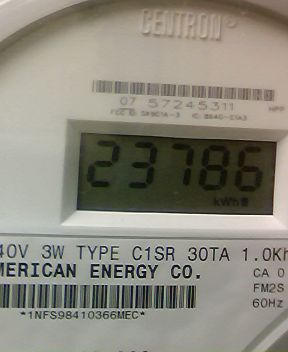 CENTRON®
07 57245311
23786
kWh
40V 3W TYPE C1SR 30TA 1.0Kh
MERICAN ENERGY CO.
CA 0
FM2S
60Hz
*1NFS98410366MEC*